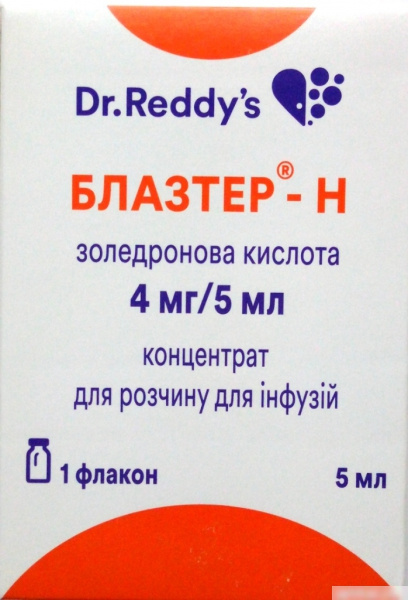 Dr.Reddy's
БЛАЗТЕР®- Н
золедронова кислота
4 мг/5 мл
концентрат
для розчину для інфузій
1 флакон
5 мл